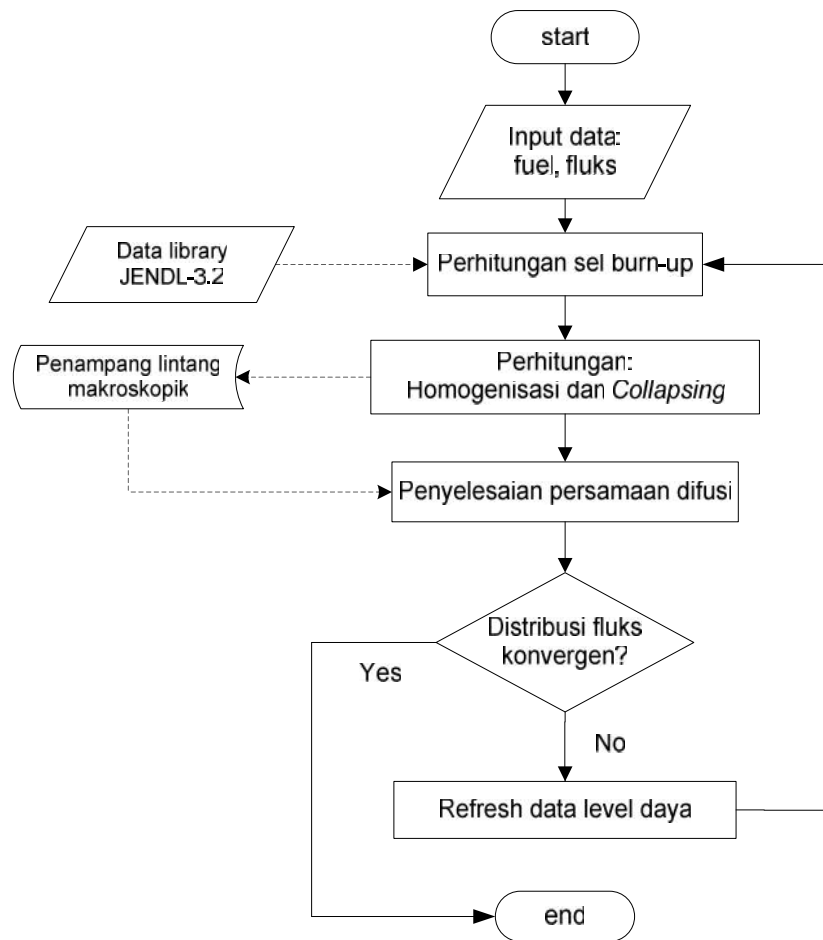 start
Input data:
fuel, fluks
Data library
JENDL-3.2
Perhitungan sel burn-up
Penampang lintang
makroskopik
Perhitungan:
Homogenisasi dan Collapsing
Penyelesaian persamaan difusi
Distribusi fluks
konvergen?
Yes
No
Refresh data level daya
end